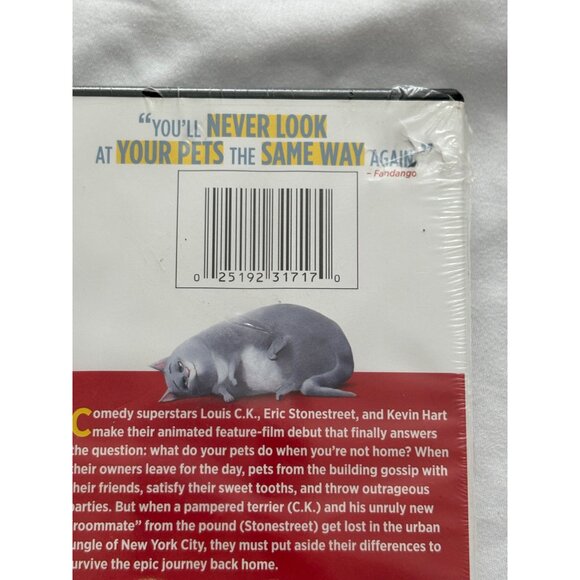 “YOU'LL NEVER LOOK
AT YOUR PETS THE SAME WAY AGAIN.”
– Fandango
0 25192 31717 0
Comedy superstars Louis C.K., Eric Stonestreet, and Kevin Hart
make their animated feature-film debut that finally answers
the question: what do your pets do when you're not home? When
their owners leave for the day, pets from the building gossip with
their friends, satisfy their sweet tooths, and throw outrageous
parties. But when a pampered terrier (C.K.) and his unruly new
roommate” from the pound (Stonestreet) get lost in the urban
ungle of New York City, they must put aside their differences to
urvive the epic journey back home.